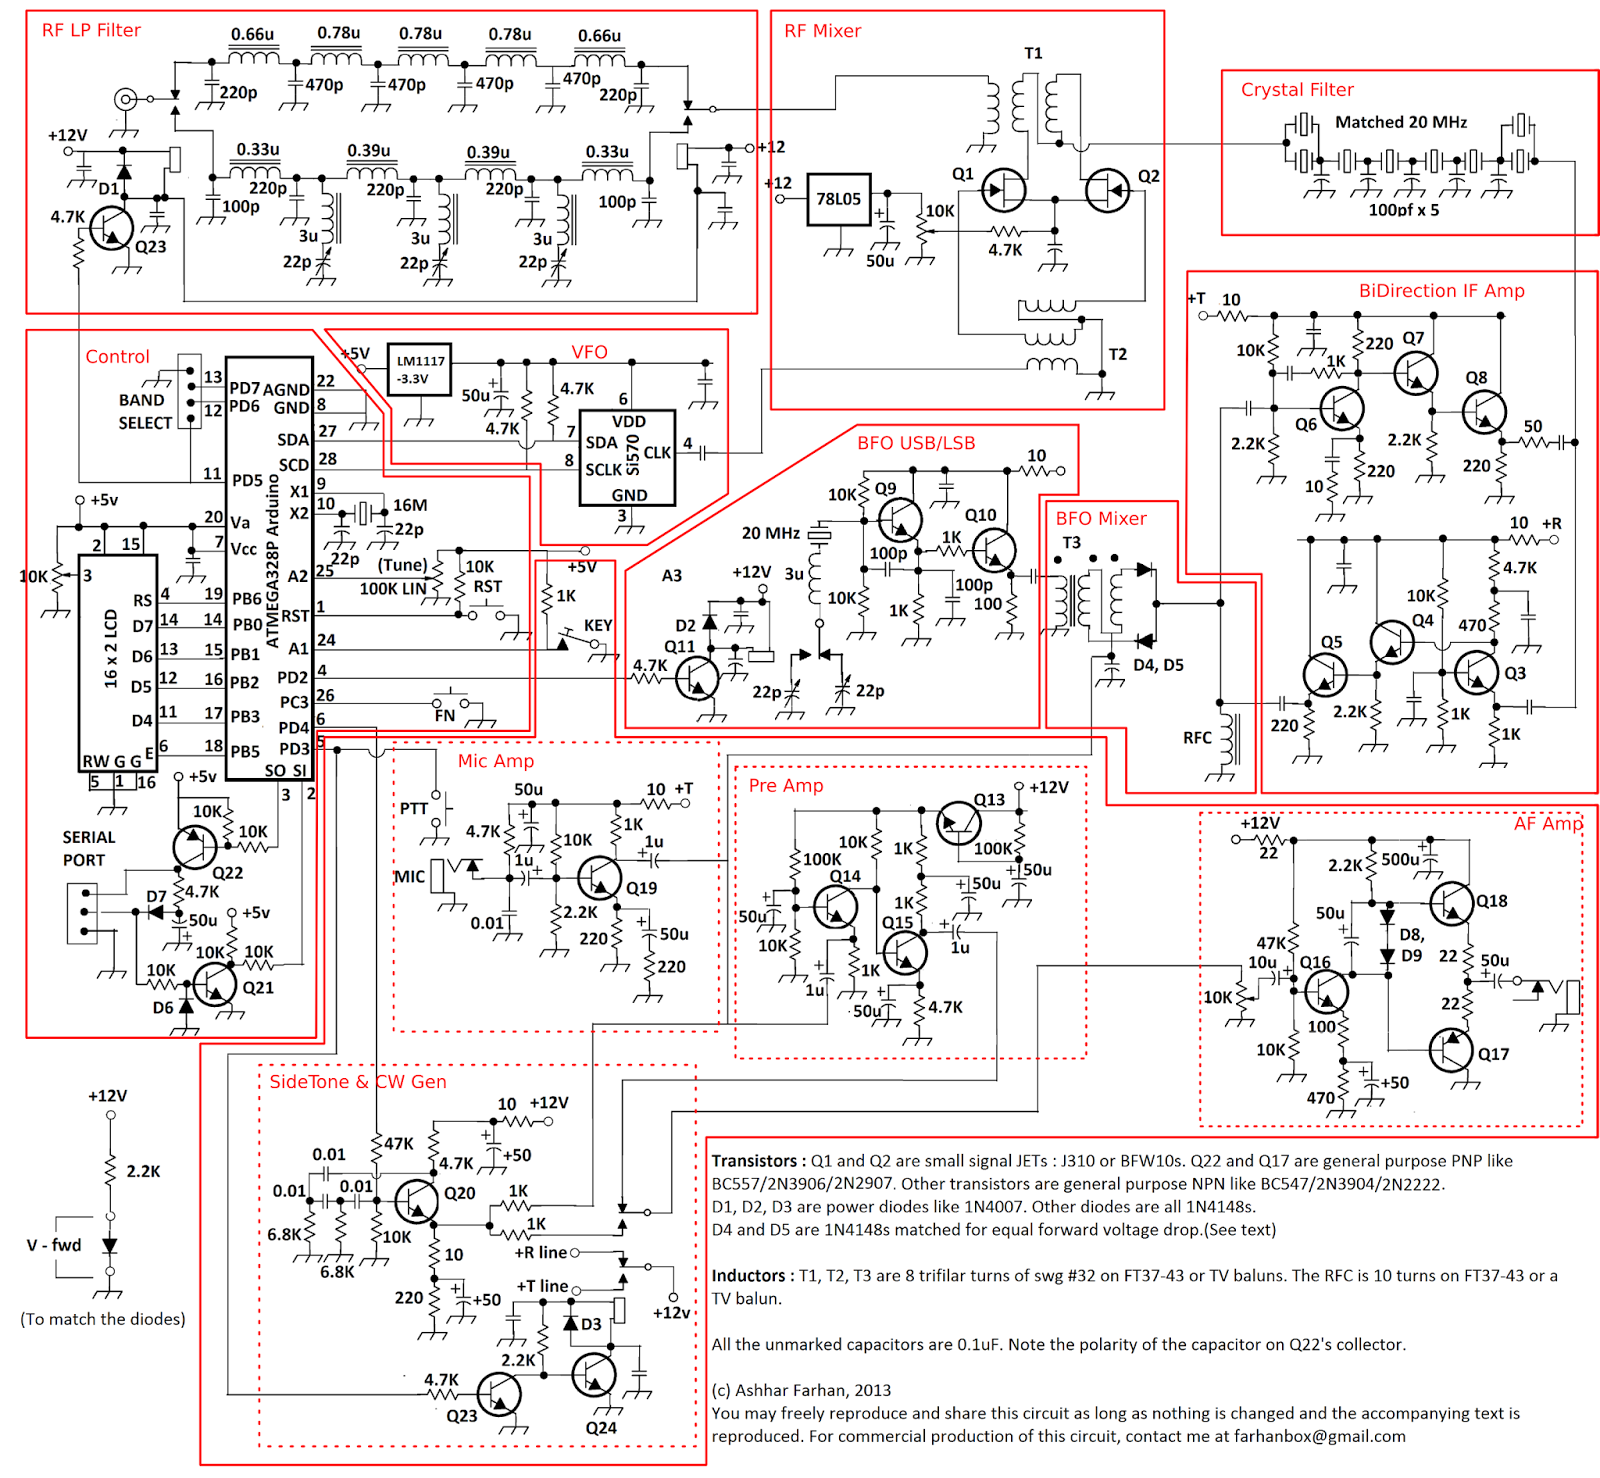 RF LP Filter
0.66u 0.78u 0.78u 0.78u 0.66u
220p 470p 470p 470p 220p
+12V
D1
4.7K
Q23
0.33u 0.39u 0.39u 0.33u
100p 220p 220p 220p 100p
3u 3u 3u
22p 22p 22p
+12
RF Mixer
T1
Q1
Q2
+12
78L05
50u
10K
4.7K
T2
Crystal Filter
Matched 20 MHz
100pf x 5
BiDirection IF Amp
+T
10
10K
1K
220
Q7
Q8
Q6
2.2K
10
220
2.2K
50
220
10
+R
4.7K
10K
470
Q4
Q5
Q3
220
2.2K
1K
1K
RFC
Control
BAND
SELECT
13
12
11
PD7
PD6
PD5
AGND 22
GND 8
SDA 27
SCD 28
X1 9
X2 10
16M
22p
22p
ATMEGA328P Arduino
20 Va
7 Vcc
A2 25
(Tune)
100K LIN
10K
RST
RST 1
A1 24
1K
KEY
+5V
PD2 4
PC3 26
FN
PD4 6
PD3 5
SO SI
3 2
+5v
2 15
10K
3
16 x 2 LCD
RS 4 19 PB6
D7 14 14 PB0
D6 13 15 PB1
D5 12 16 PB2
D4 11 17 PB3
E 6 18 PB5
RW G G
5 1 16
+5v
10K
10K
SERIAL
PORT
Q22
4.7K
D7
50u
+5v
10K
10K
10K
Q21
D6
VFO
+5V
LM1117
-3.3V
50u
4.7K
4.7K
6
VDD
7 SDA
8 SCLK
SI570
CLK 4
GND
3
BFO USB/LSB
10
10K
Q9
Q10
20 MHz
1K
100p
3u
100p
10K
1K
100
A3
+12V
D2
Q11
4.7K
22p
22p
BFO Mixer
T3
D4, D5
Mic Amp
PTT
50u
10
+T
4.7K
10K
1K
1u
1u
MIC
Q19
0.01
2.2K
220
50u
220
Pre Amp
Q13
+12V
100K
10K
1K
100K
50u
Q14
50u
1K
50u
Q15
10K
1u
1K
1u
50u
4.7K
AF Amp
+12V
22
2.2K
500u
Q18
50u
D8,
D9
47K
22
10u
Q16
50u
10K
22
100
10K
Q17
+50
470
SideTone & CW Gen
10 +12V
47K
+50
0.01
4.7K
0.01 0.01
Q20
1K
1K
6.8K
6.8K
10K
10
220
+50
+R line
+T line
+12v
D3
2.2K
4.7K
Q23
Q24
+12V
2.2K
V - fwd
(To match the diodes)
Transistors : Q1 and Q2 are small signal JETs : J310 or BFW10s. Q22 and Q17 are general purpose PNP like
BC557/2N3906/2N2907. Other transistors are general purpose NPN like BC547/2N3904/2N2222.
D1, D2, D3 are power diodes like 1N4007. Other diodes are all 1N4148s.
D4 and D5 are 1N4148s matched for equal forward voltage drop.(See text)
Inductors : T1, T2, T3 are 8 trifilar turns of swg #32 on FT37-43 or TV baluns. The RFC is 10 turns on FT37-43 or a
TV balun.
All the unmarked capacitors are 0.1uF. Note the polarity of the capacitor on Q22's collector.
(c) Ashhar Farhan, 2013
You may freely reproduce and share this circuit as long as nothing is changed and the accompanying text is
reproduced. For commercial production of this circuit, contact me at farhanbox@gmail.com